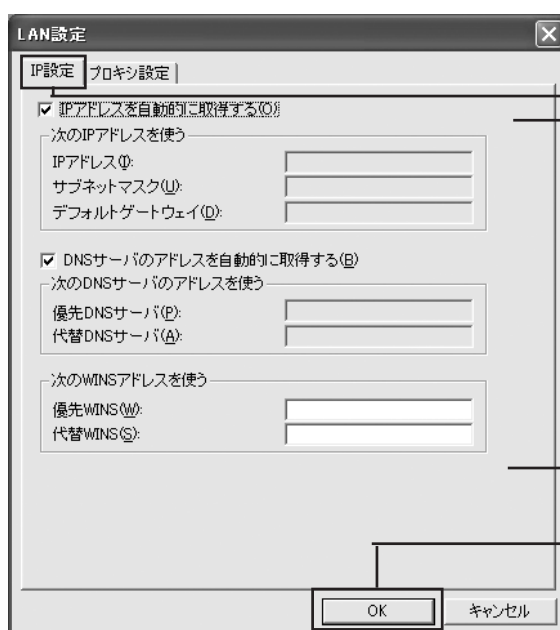 LAN設定
IP設定 プロキシ設定
IPアドレスを自動的に取得する(O)
次のIPアドレスを使う
IPアドレス(I):
サブネットマスク(U):
デフォルトゲートウェイ(D):
DNSサーバのアドレスを自動的に取得する(B)
次のDNSサーバのアドレスを使う
優先DNSサーバ(P):
代替DNSサーバ(A):
次のWINSアドレスを使う
優先WINS(W):
代替WINS(S):
OK キャンセル